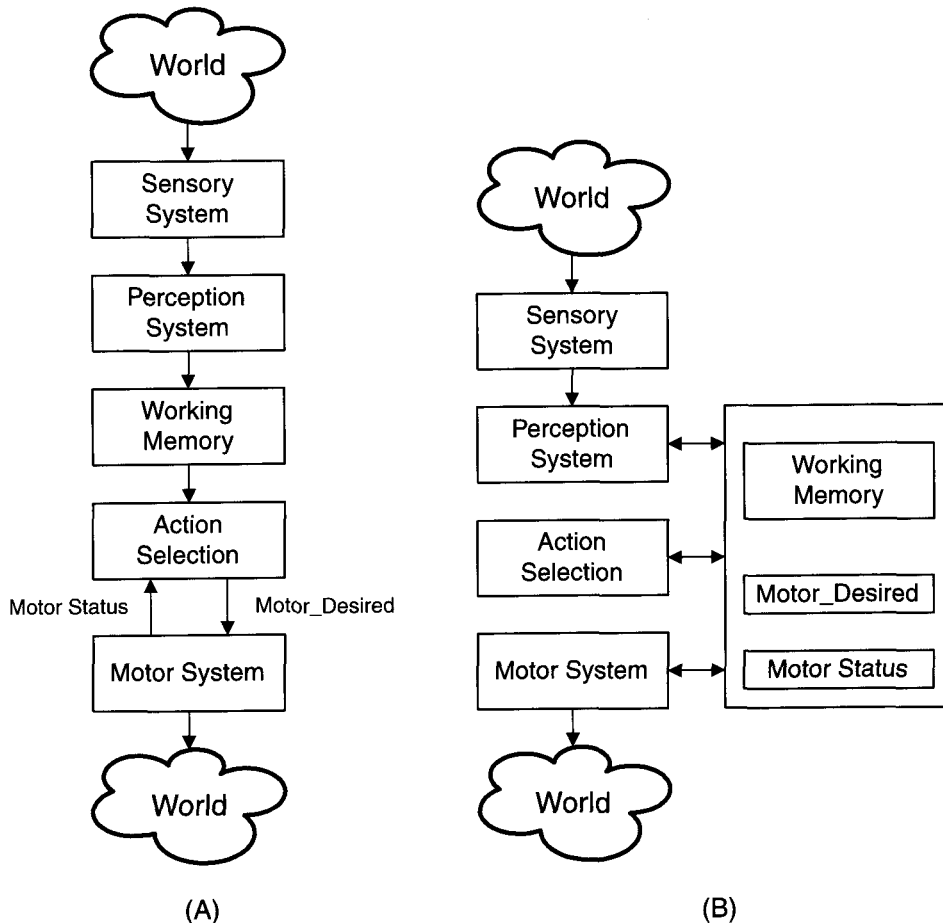 World
Sensory
System
Perception
System
Working
Memory
Action
Selection
Motor Status
Motor_Desired
Motor System
World
(A)
World
Sensory
System
Perception
System
Action
Selection
Motor System
World
Working
Memory
Motor_Desired
Motor Status
(B)